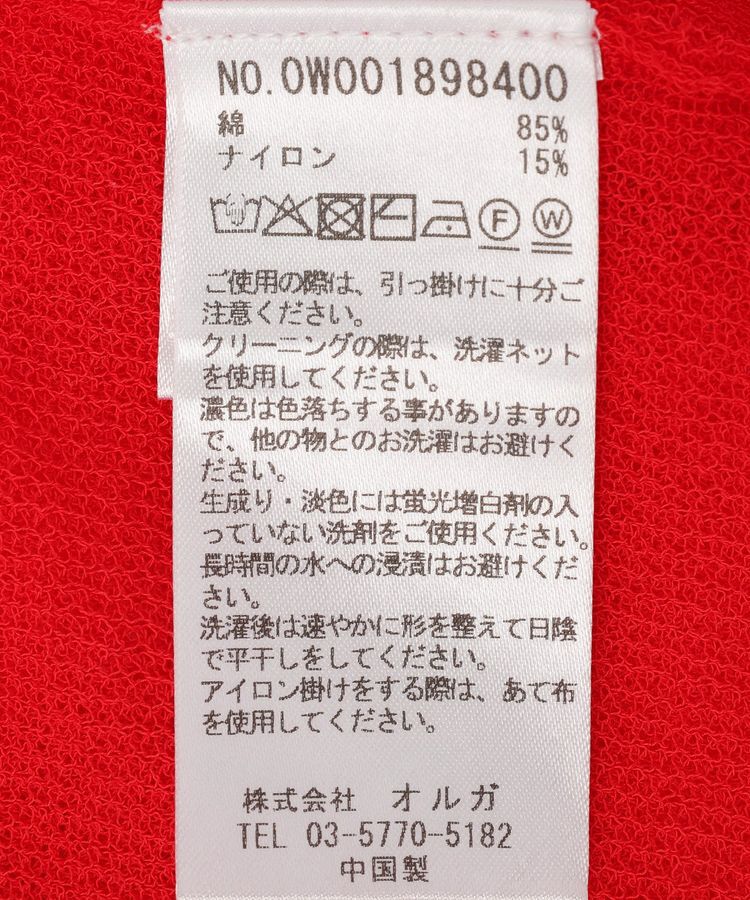 NO.OW001898400
綿 85%
ナイロン 15%
F W
ご使用の際は、引っ掛けに十分ご
注意ください。
クリーニングの際は、洗濯ネット
を使用してください。
濃色は色落ちする事がありますの
で、他の物とのお洗濯はお避けく
ださい。
生成り・淡色には蛍光増白剤の入
っていない洗剤をご使用ください。
長時間の水への浸漬はお避けくだ
さい。
洗濯後は速やかに形を整えて日陰
で平干しをしてください。
アイロン掛けをする際は、あて布
を使用してください。
株式会社 オルガ
TEL 03-5770-5182
中国製